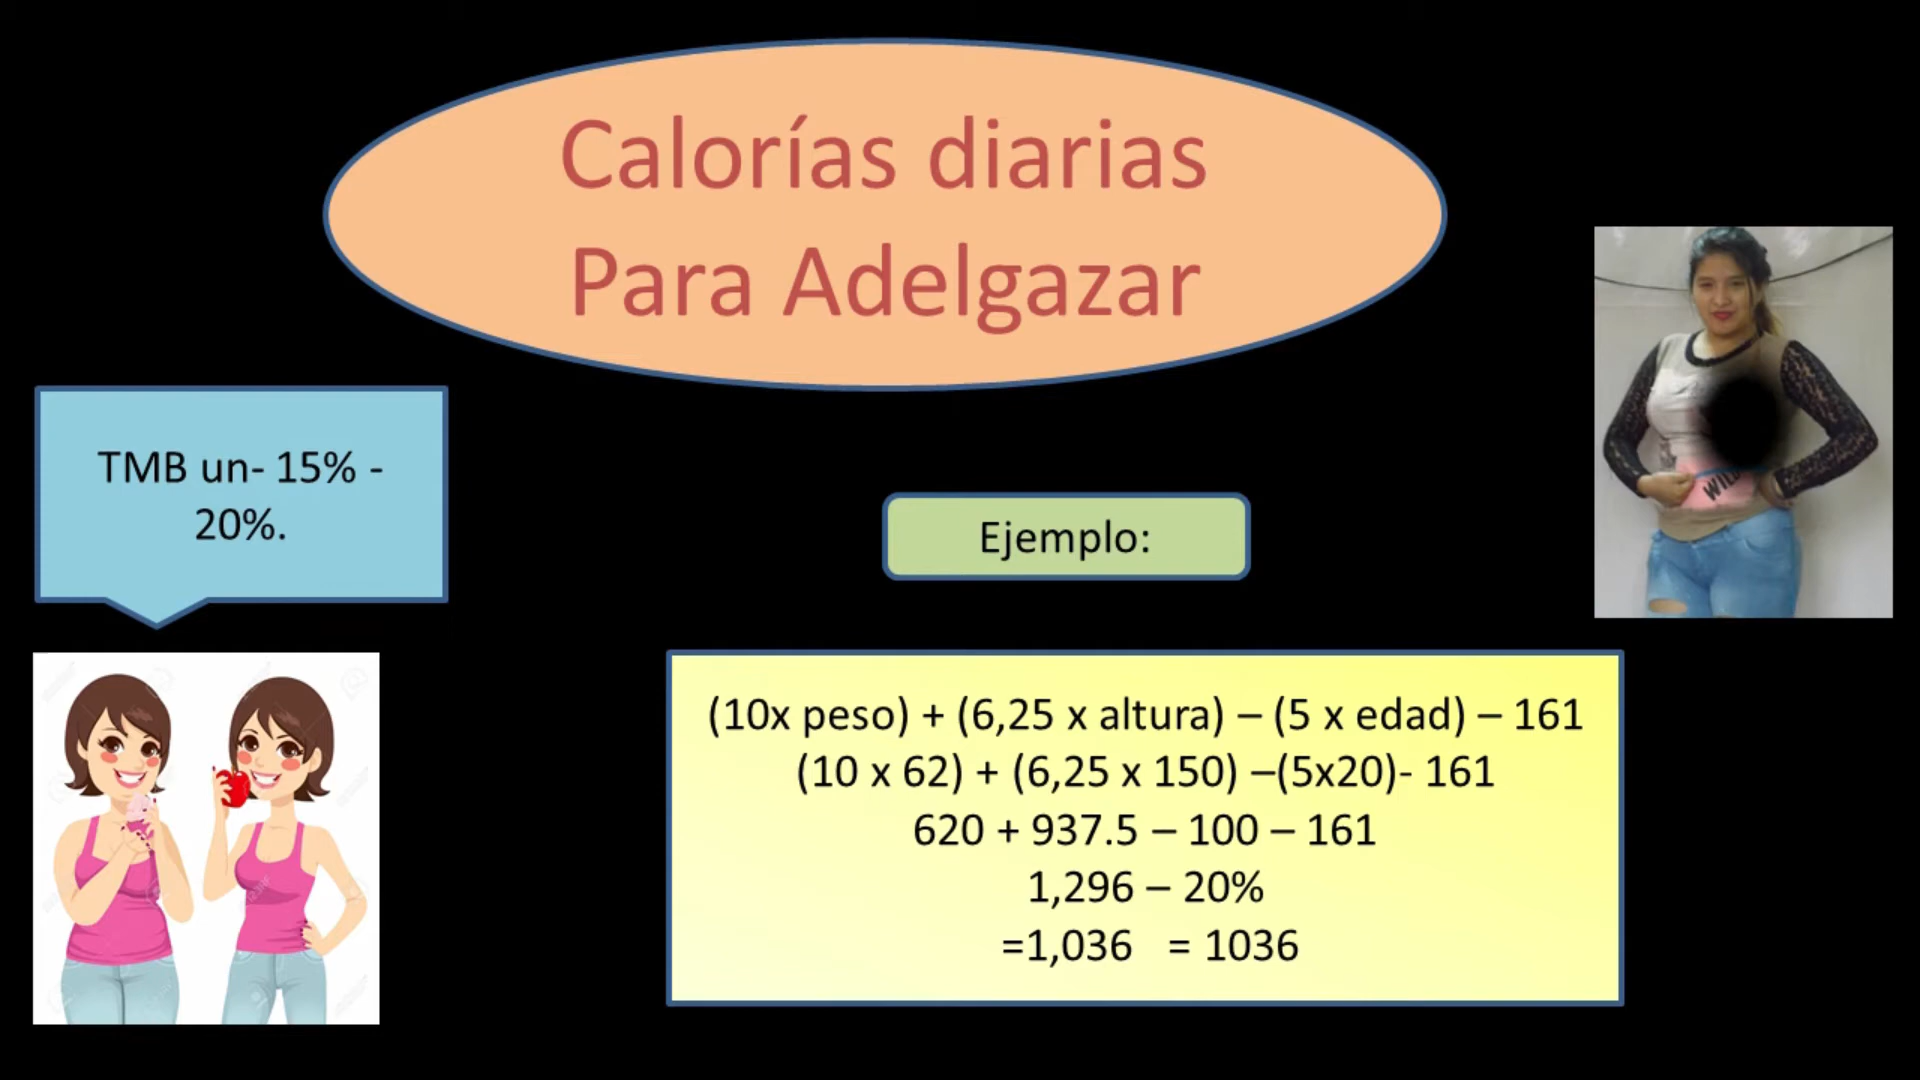 Calorías diarias
Para Adelgazar
TMB un- 15% -
20%.
Ejemplo:
(10x peso) + (6,25 x altura) – (5 x edad) – 161
(10 x 62) + (6,25 x 150) –(5x20)- 161
620 + 937.5 – 100 – 161
1,296 – 20%
=1,036 = 1036